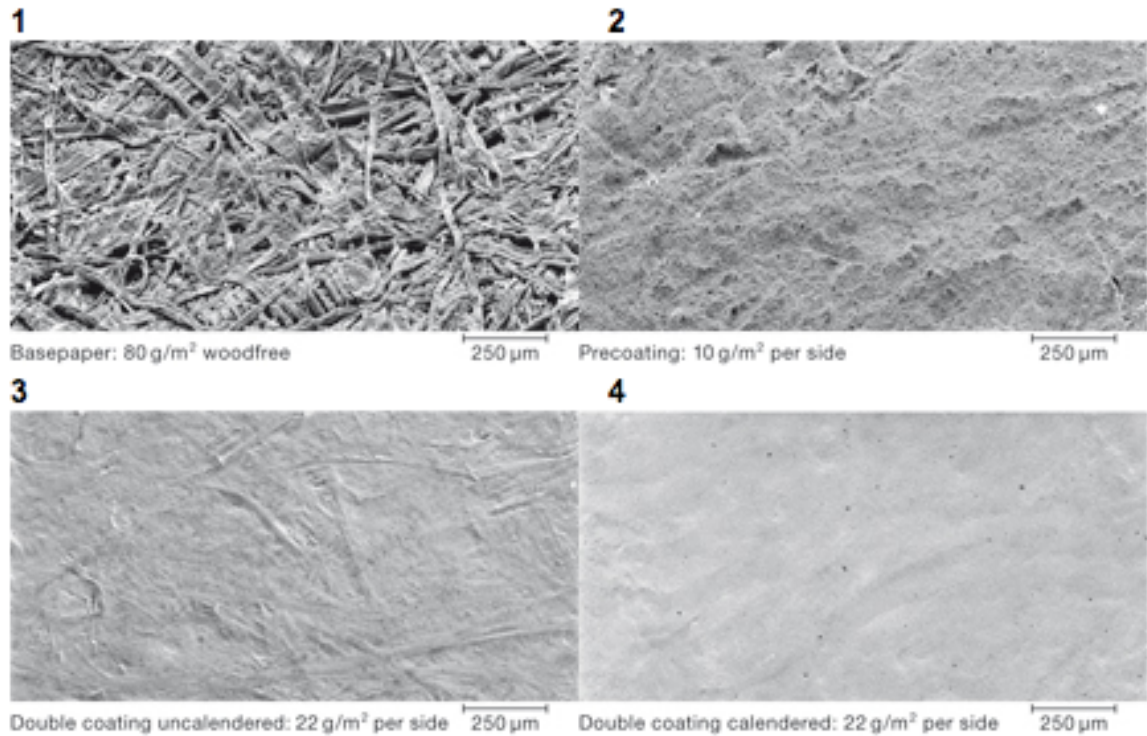 1 2
Basepaper: 80 g/m² woodfree 250 µm Precoating: 10 g/m² per side 250 µm
3 4
Double coating uncalendered: 22 g/m² per side 250 µm Double coating calendered: 22 g/m² per side 250 µm